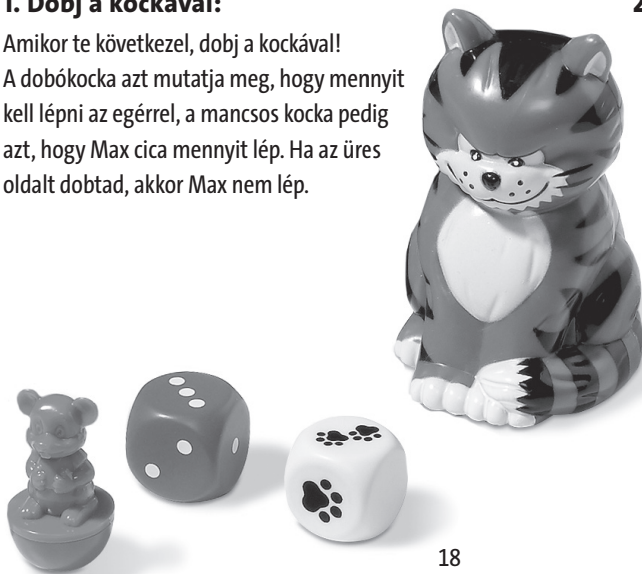 1. Dobj a kockával!
Amikor te következel, dobj a kockával!
A dobókocka azt mutatja meg, hogy mennyit
kell lépni az egérrel, a mancsos kocka pedig
azt, hogy Max cica mennyit lép. Ha az üres
oldalt dobtad, akkor Max nem lép.
2
18